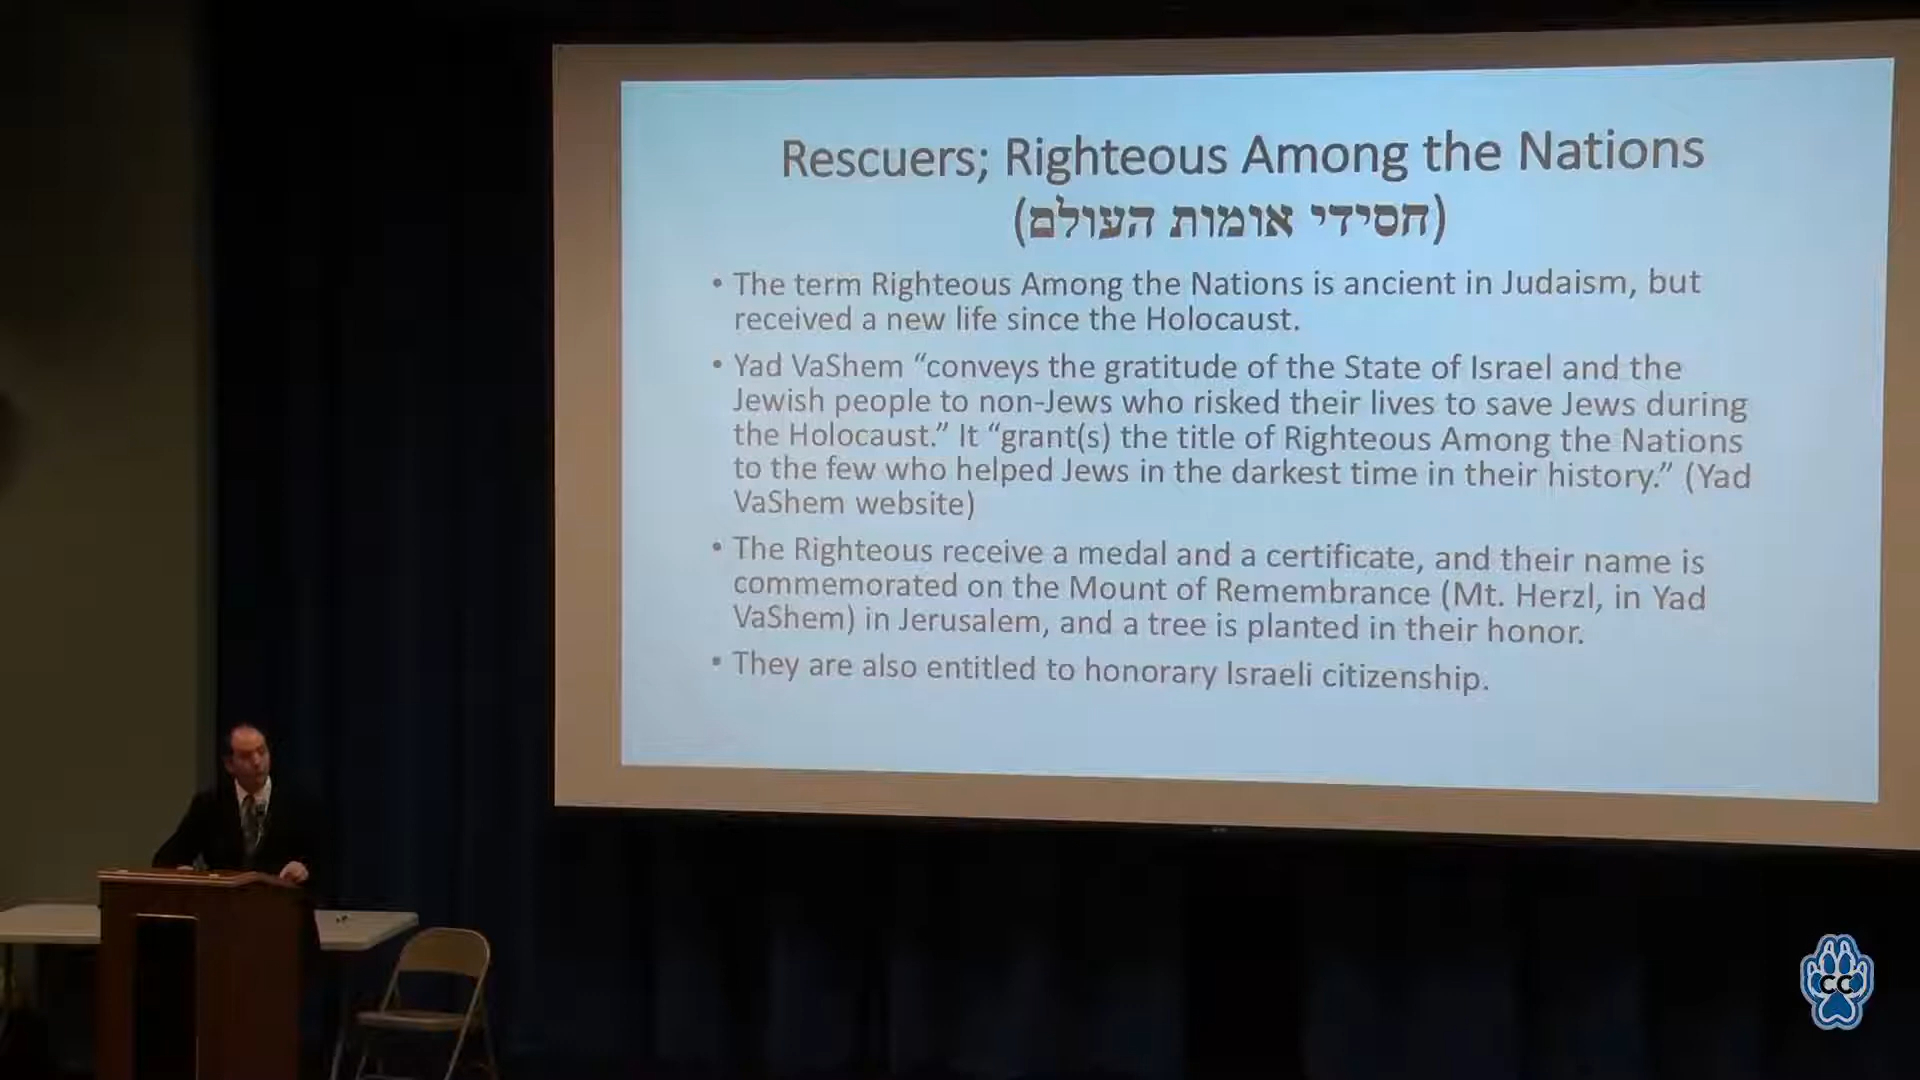 Rescuers; Righteous Among the Nations
(חסידי אומות העולם)
• The term Righteous Among the Nations is ancient in Judaism, but
received a new life since the Holocaust.
• Yad VaShem “conveys the gratitude of the State of Israel and the
Jewish people to non-Jews who risked their lives to save Jews during
the Holocaust.” It “grant(s) the title of Righteous Among the Nations
to the few who helped Jews in the darkest time in their history.” (Yad
VaShem website)
• The Righteous receive a medal and a certificate, and their name is
commemorated on the Mount of Remembrance (Mt. Herzl, in Yad
VaShem) in Jerusalem, and a tree is planted in their honor.
• They are also entitled to honorary Israeli citizenship.
CC